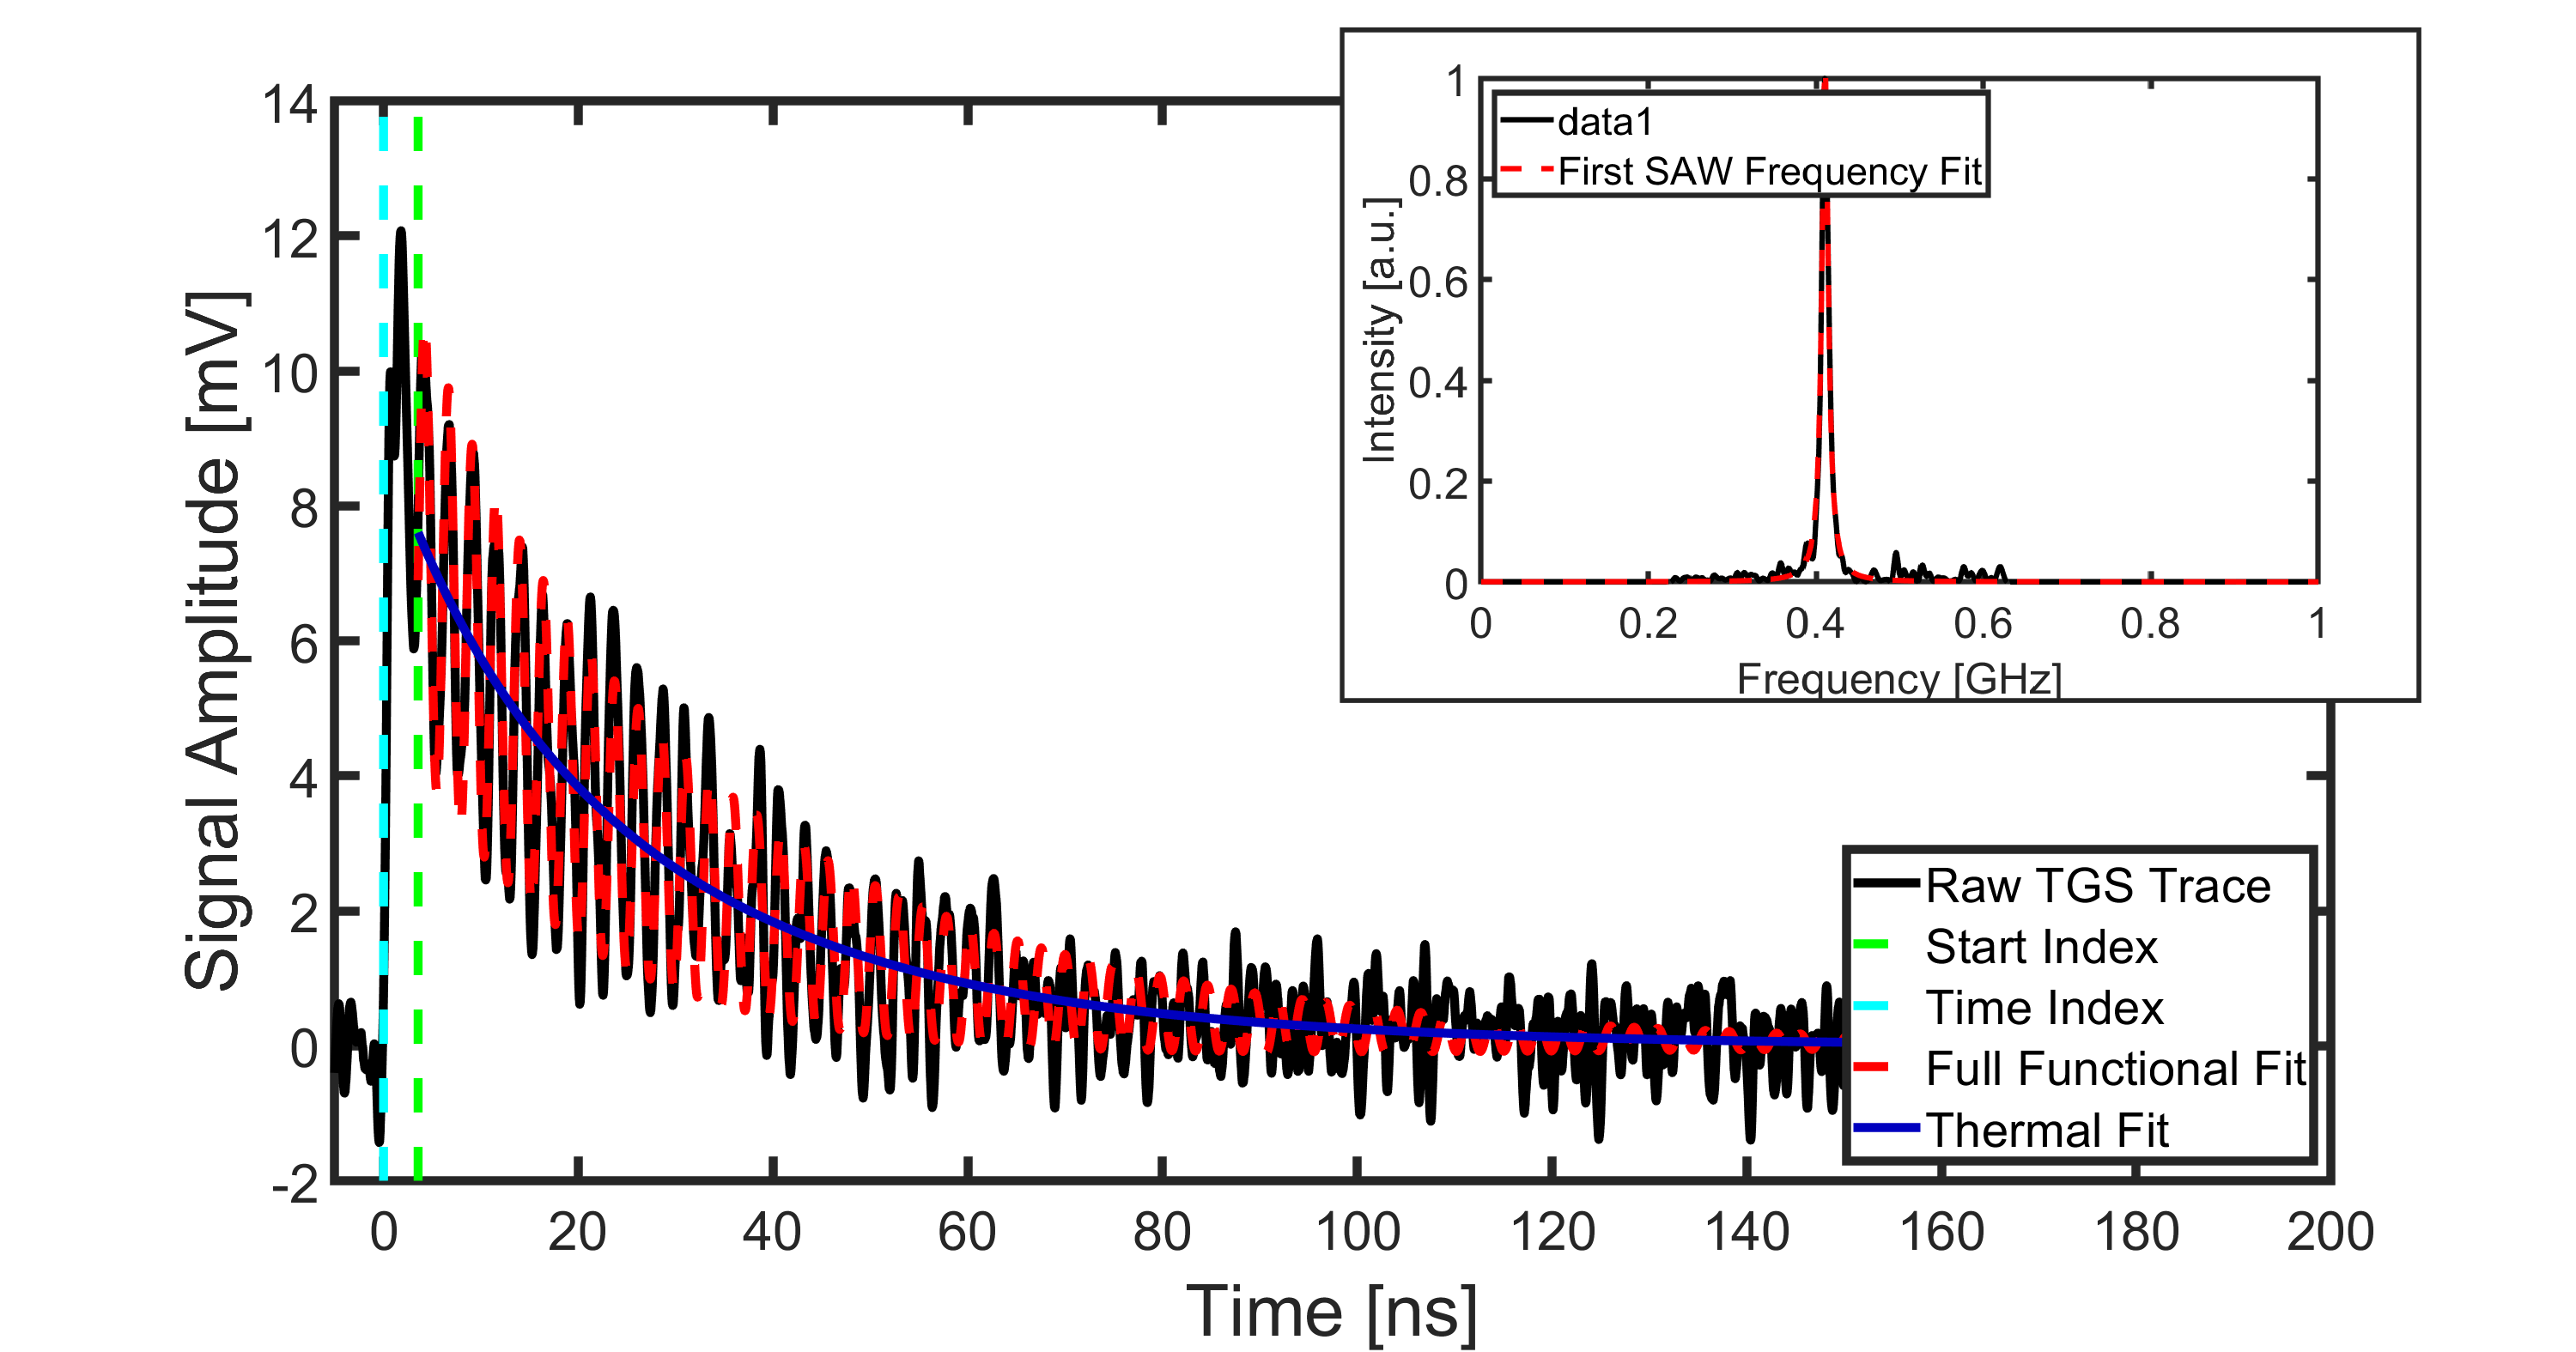 Signal Amplitude [mV]
14
12
10
8
6
4
2
0
-2
0 20 40 60 80 100 120 140 160 180 200
Time [ns]
Intensity [a.u.]
1
0.8
0.6
0.4
0.2
0
data1
First SAW Frequency Fit
0 0.2 0.4 0.6 0.8 1
Frequency [GHz]
Raw TGS Trace
Start Index
Time Index
Full Functional Fit
Thermal Fit